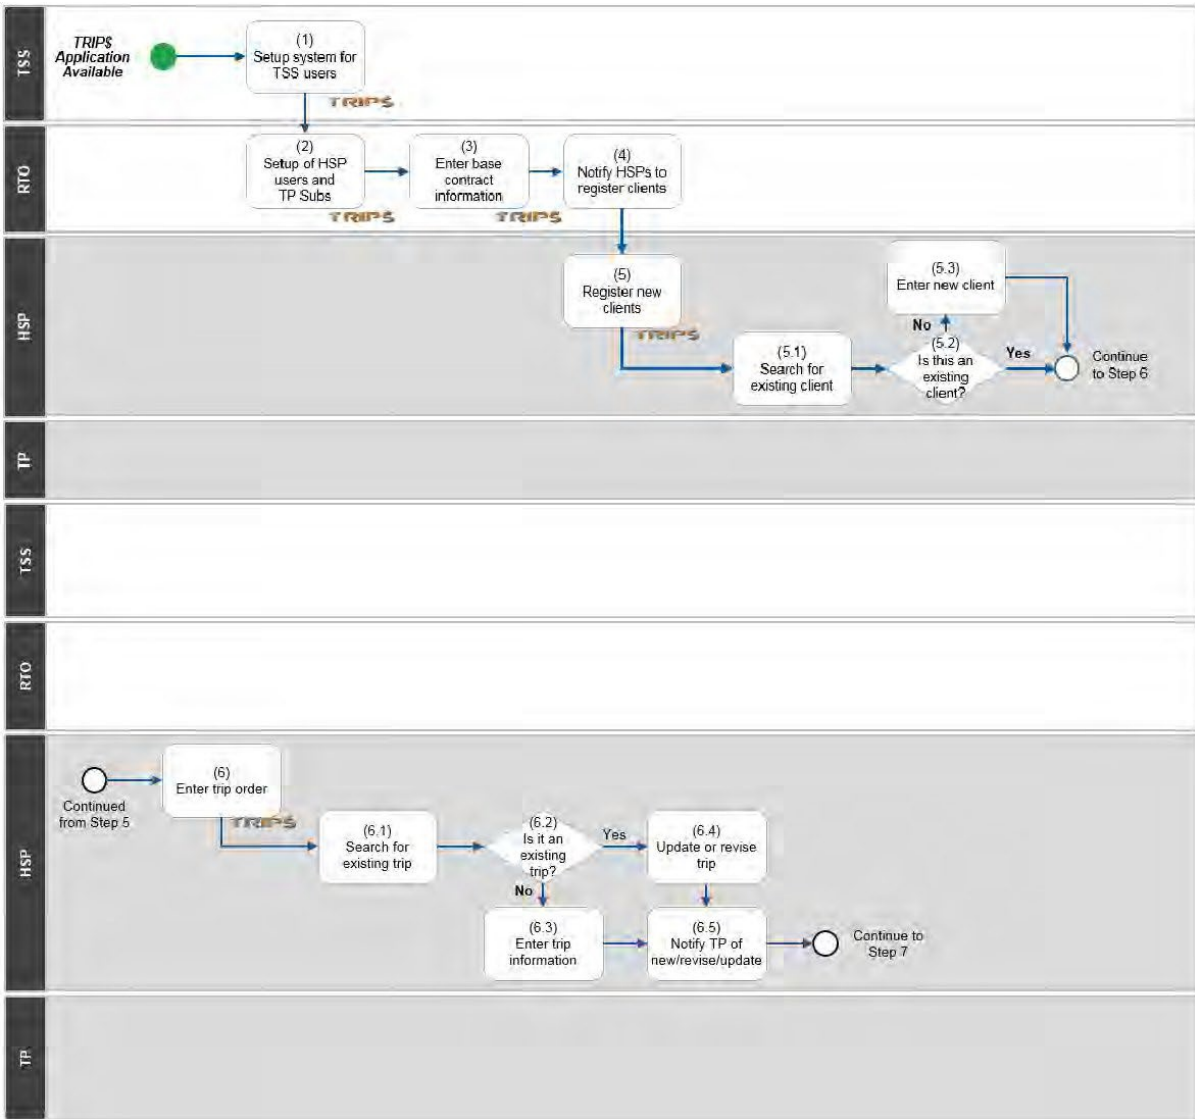 TSS
TRIP$
Application
Available
(1)
Setup system for
TSS users
TRIP$
RTO
(2)
Setup of HSP
users and
TP Subs
TRIP$
(3)
Enter base
contract
information
TRIP$
(4)
Notify HSPs to
register clients
HSP
(5)
Register new
clients
TRIP$
(5.1)
Search for
existing client
(5.2)
Is this an
existing
client?
No
(5.3)
Enter new client
Yes
Continue
to Step 6
TP
TSS
RTO
HSP
Continued
from Step 5
(6)
Enter trip order
TRIP$
(6.1)
Search for
existing trip
(6.2)
Is it an
existing
trip?
Yes
(6.4)
Update or revise
trip
No
(6.3)
Enter trip
information
(6.5)
Notify TP of
new/revise/update
Continue to
Step 7
TP